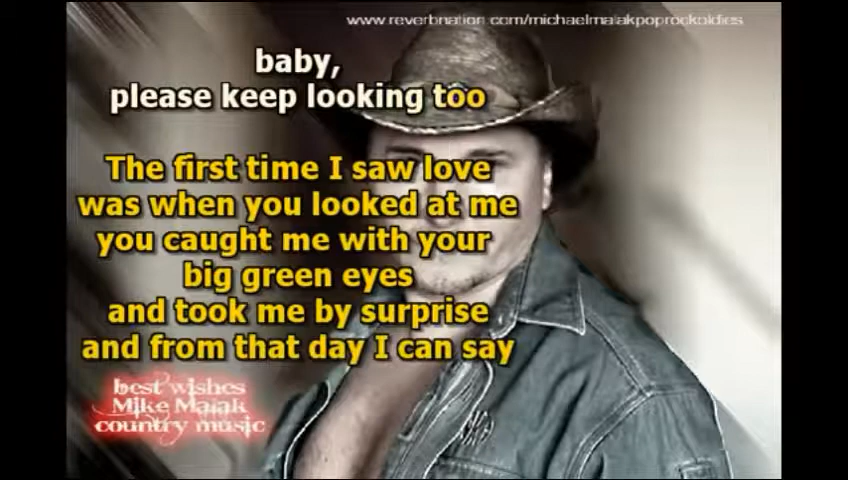 www.reverbnation.com/michaelmalakpoprockoldies
baby,
please keep looking too
The first time I saw love
was when you looked at me
you caught me with your
big green eyes
and took me by surprise
and from that day I can say
best wishes
Mike Malak
country music